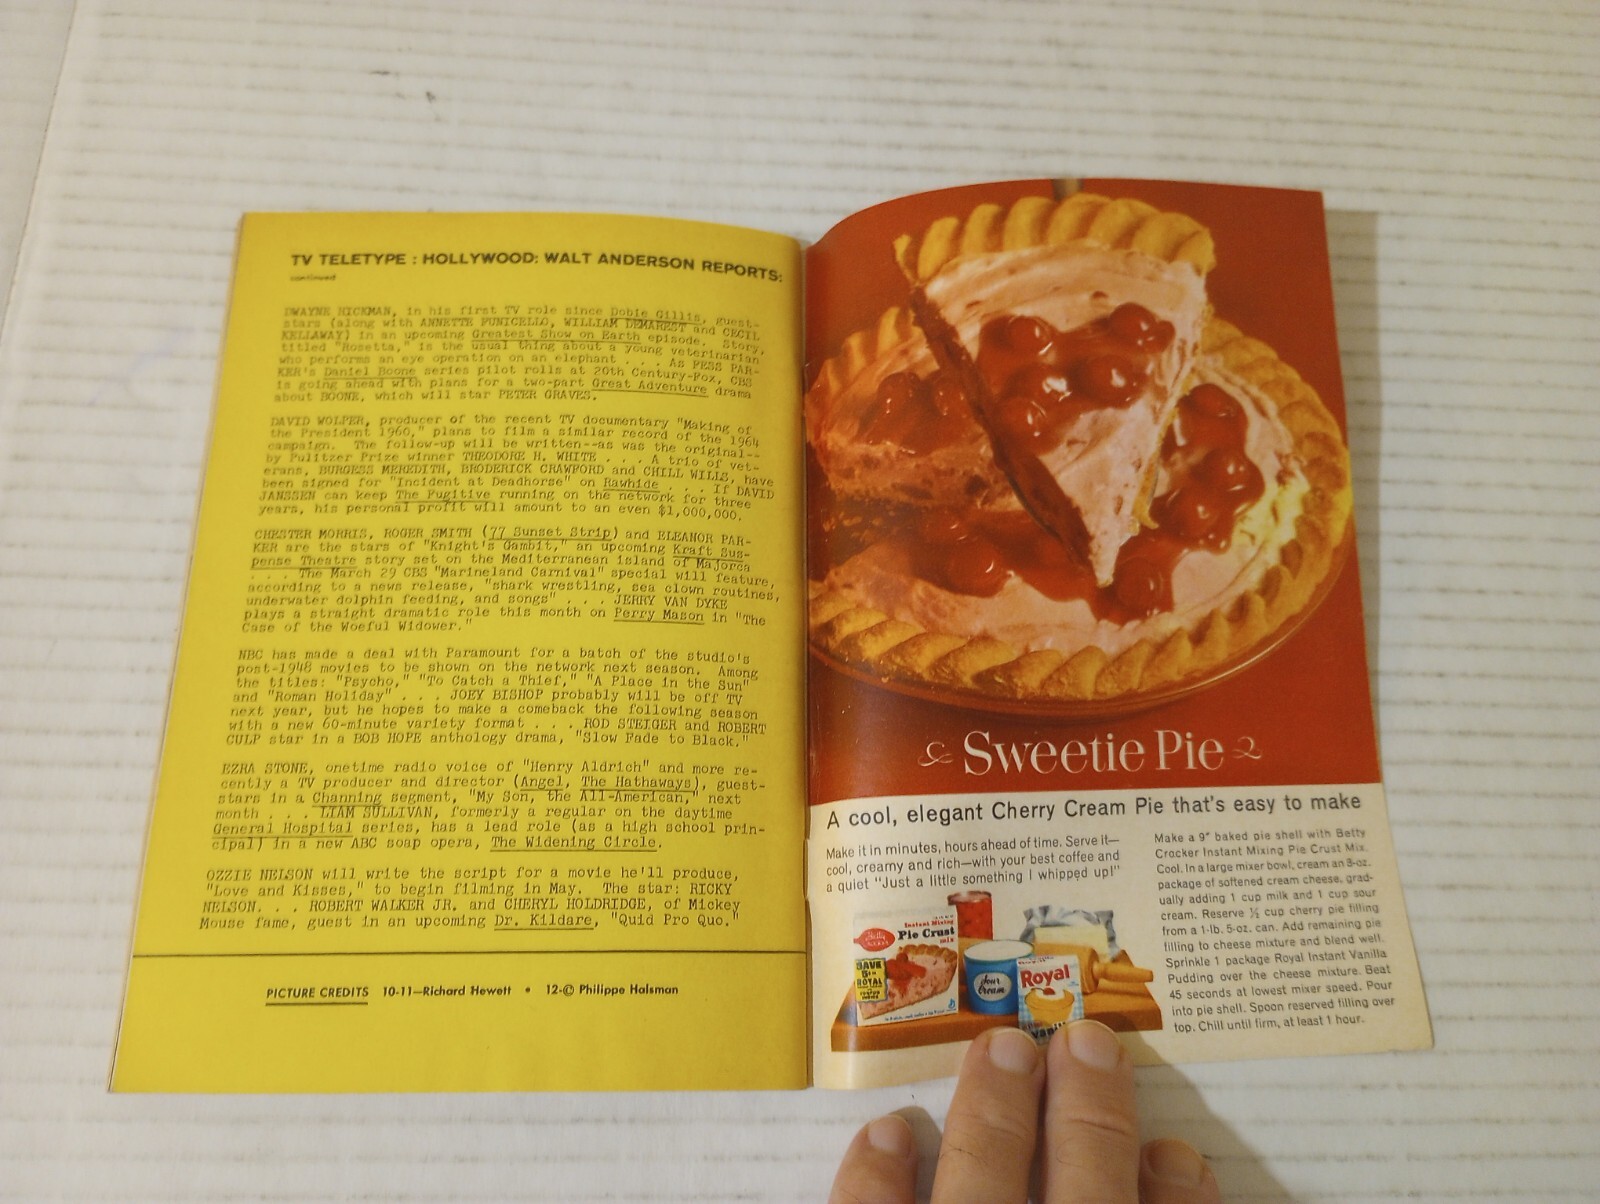 TV TELETYPE : HOLLYWOOD: WALT ANDERSON REPORTS:
continued
DWAYNE HICKMAN, in his first TV role since Dobie Gillis, guest-
stars (along with ANNETTE FUNICELLO, WILLIAM DEMAREST and CECIL
KELLAWAY) in an upcoming Greatest Show on Earth episode. Story,
titled "Rosetta," is the usual thing about a young veterinarian
who performs an eye operation on an elephant . . . As FESS PAR-
KER's Daniel Boone series pilot rolls at 20th Century-Fox, CBS
is going ahead with plans for a two-part Great Adventure drama
about BOONE, which will star PETER GRAVES.
DAVID WOLPER, producer of the recent TV documentary "Making of
the President 1960," plans to film a similar record of the 1964
campaign. The follow-up will be written--as was the original--
by Pulitzer Prize winner THEODORE H. WHITE . . . A trio of vet-
erans, BURGESS MEREDITH, BRODERICK CRAWFORD and CHILL WILLS, have
been signed for "Incident at Deadhorse" on Rawhide . . . If DAVID
JANSSEN can keep The Fugitive running on the network for three
years, his personal profit will amount to an even $1,000,000.
CHESTER MORRIS, ROGER SMITH (77 Sunset Strip) and ELEANOR PAR-
KER are the stars of "Knight's Gambit," an upcoming Kraft Sus-
pense Theatre story set on the Mediterranean island of Majorca
. . . The March 29 CBS "Marineland Carnival" special will feature,
according to a news release, "shark wrestling, sea clown routines,
underwater dolphin feeding, and songs" . . . JERRY VAN DYKE
plays a straight dramatic role this month on Perry Mason in "The
Case of the Woeful Widower."
NBC has made a deal with Paramount for a batch of the studio's
post-1948 movies to be shown on the network next season. Among
the titles: "Psycho," "To Catch a Thief," "A Place in the Sun"
and "Roman Holiday" . . . JOEY BISHOP probably will be off TV
next year, but he hopes to make a comeback the following season
with a new 60-minute variety format . . . ROD STEIGER and ROBERT
CULP star in a BOB HOPE anthology drama, "Slow Fade to Black."
EZRA STONE, onetime radio voice of "Henry Aldrich" and more re-
cently a TV producer and director (Angel, The Hathaways), guest-
stars in a Channing segment, "My Son, the All-American," next
month . . . LIAM SULLIVAN, formerly a regular on the daytime
General Hospital series, has a lead role (as a high school prin-
cipal) in a new ABC soap opera, The Widening Circle.
OZZIE NELSON will write the script for a movie he'll produce,
"Love and Kisses," to begin filming in May. The star: RICKY
NELSON. . . ROBERT WALKER JR. and CHERYL HOLDRIDGE, of Mickey
Mouse fame, guest in an upcoming Dr. Kildare, "Quid Pro Quo."
PICTURE CREDITS 10-11—Richard Hewett • 12-© Philippe Halsman
Sweetie Pie
A cool, elegant Cherry Cream Pie that's easy to make
Make it in minutes, hours ahead of time. Serve it—
cool, creamy and rich—with your best coffee and
a quiet "Just a little something I whipped up!"
Instant Mixing
Betty
Crocker
Pie Crust
mix
SAVE
5¢
ROYAL
sour
cream
Royal
Vanilla
Make a 9" baked pie shell with Betty
Crocker Instant Mixing Pie Crust Mix.
Cool. In a large mixer bowl, cream an 8-oz.
package of softened cream cheese, grad-
ually adding 1 cup milk and 1 cup sour
cream. Reserve ½ cup cherry pie filling
from a 1-lb. 5-oz. can. Add remaining pie
filling to cheese mixture and blend well.
Sprinkle 1 package Royal Instant Vanilla
Pudding over the cheese mixture. Beat
45 seconds at lowest mixer speed. Pour
into pie shell. Spoon reserved filling over
top. Chill until firm, at least 1 hour.